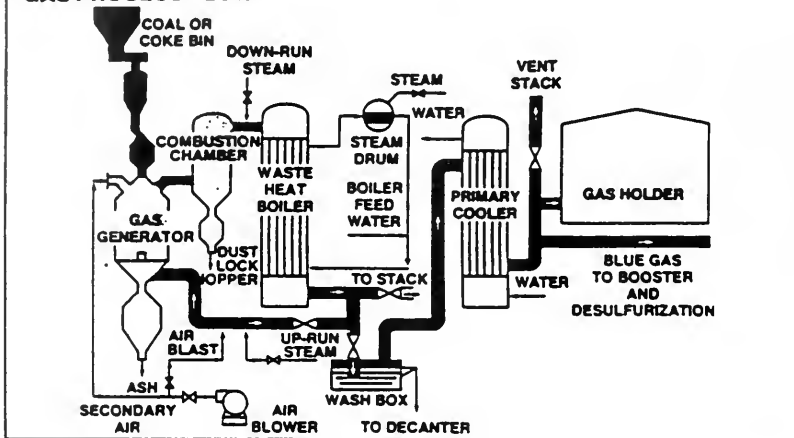 COAL OR
COKE BIN
DOWN-RUN
STEAM
COMBUSTION
CHAMBER
STEAM
WATER
STEAM
DRUM
VENT
STACK
WASTE
HEAT
BOILER
BOILER
FEED
WATER
PRIMARY
COOLER
GAS HOLDER
GAS
GENERATOR
DUST
LOCK
HOPPER
TO STACK
WATER
BLUE GAS
TO BOOSTER
AND
DESULFURIZATION
AIR
BLAST
UP-RUN
STEAM
ASH
SECONDARY
AIR
AIR
BLOWER
WASH BOX
TO DECANTER